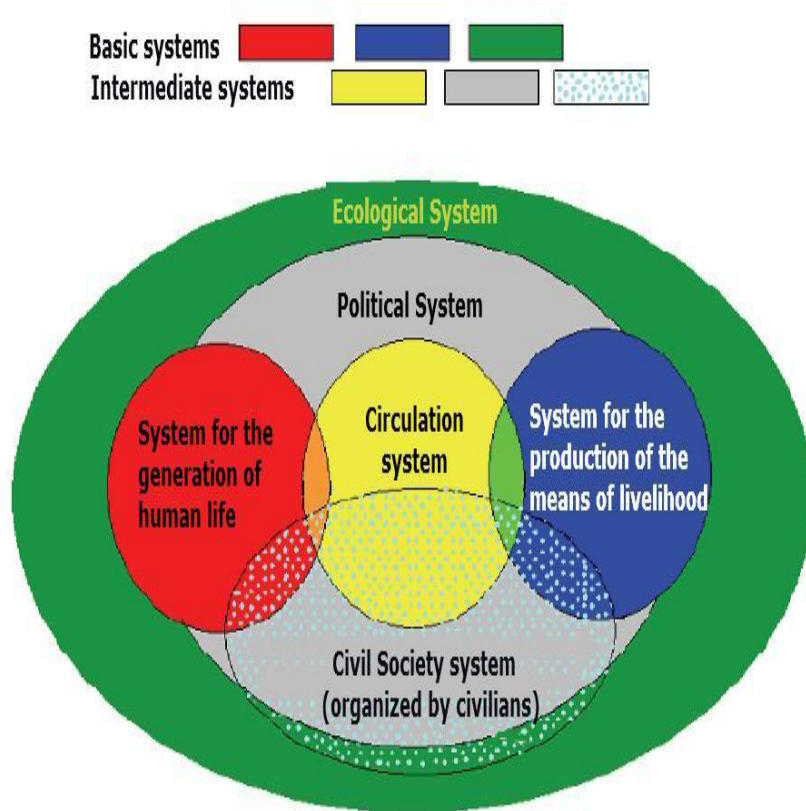 Basic systems
Intermediate systems
Ecological System
Political System
System for the
generation of
human life
Circulation
system
System for the
production of the
means of livelihood
Civil Society system
(organized by civilians)